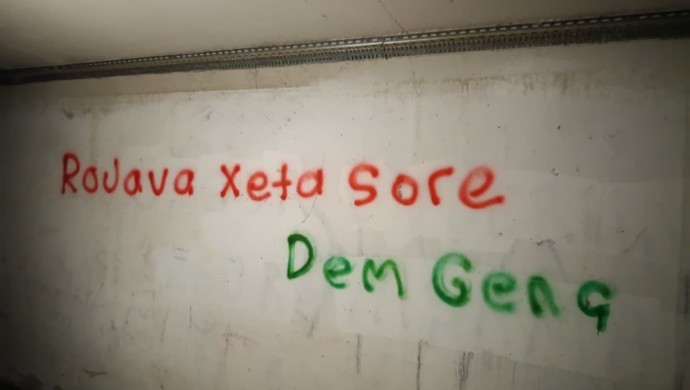 Rojava Xeta Sore
Dem Genç